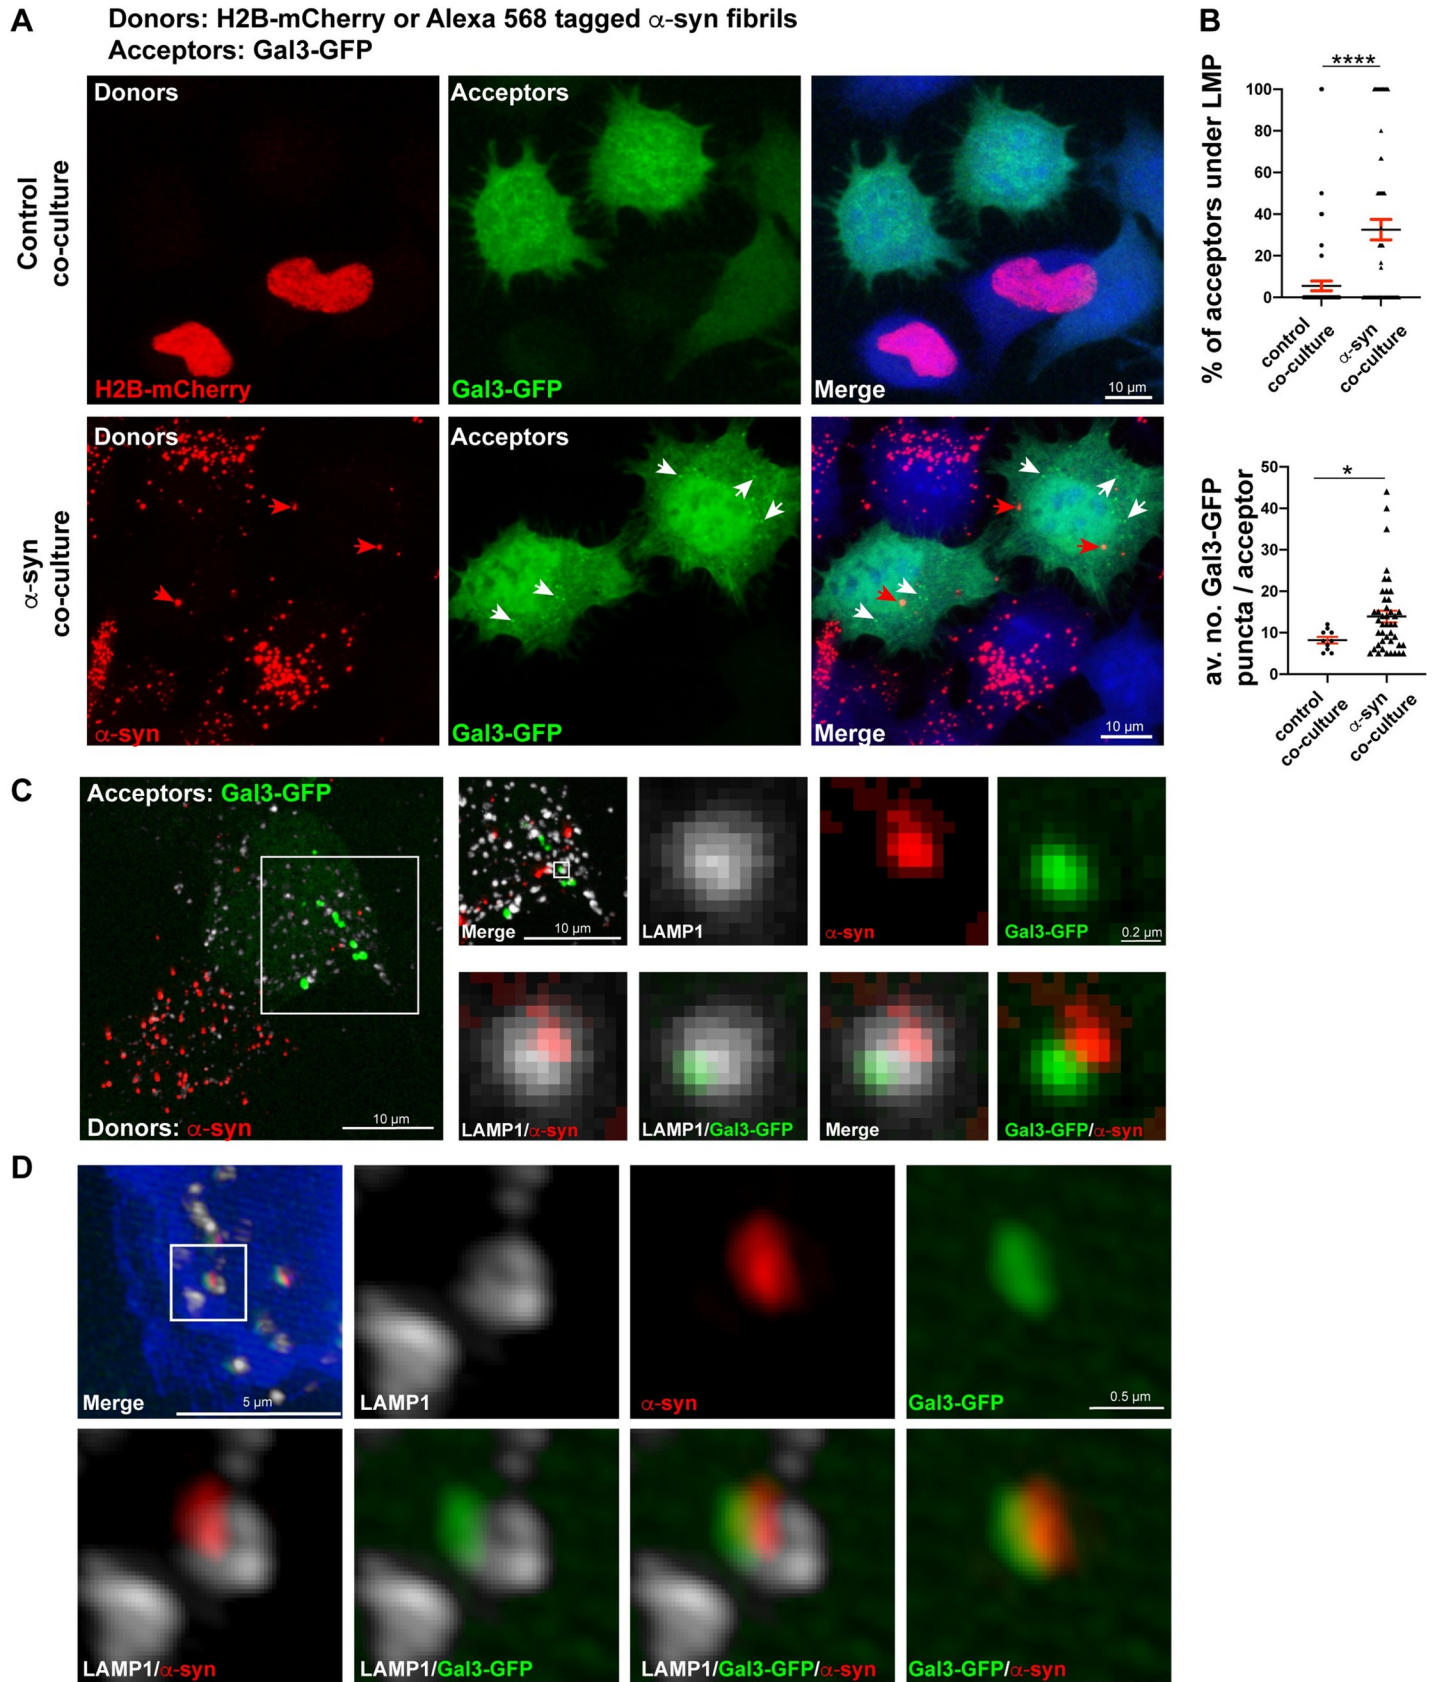 A
Donors: H2B-mCherry or Alexa 568 tagged α-syn fibrils
Acceptors: Gal3-GFP
Control
co-culture
Donors
H2B-mCherry
Acceptors
Gal3-GFP
Merge
10 µm
α-syn
co-culture
Donors
α-syn
Acceptors
Gal3-GFP
Merge
10 µm
B
% of acceptors under LMP
****
100
80
60
40
20
0
control
co-culture
α-syn
co-culture
av. no. Gal3-GFP
puncta / acceptor
*
50
40
30
20
10
0
control
co-culture
α-syn
co-culture
C
Acceptors: Gal3-GFP
Donors: α-syn
10 µm
Merge
10 µm
LAMP1
α-syn
Gal3-GFP
0.2 µm
LAMP1/α-syn
LAMP1/Gal3-GFP
Merge
Gal3-GFP/α-syn
D
Merge
5 µm
LAMP1
α-syn
Gal3-GFP
0.5 µm
LAMP1/α-syn
LAMP1/Gal3-GFP
LAMP1/Gal3-GFP/α-syn
Gal3-GFP/α-syn